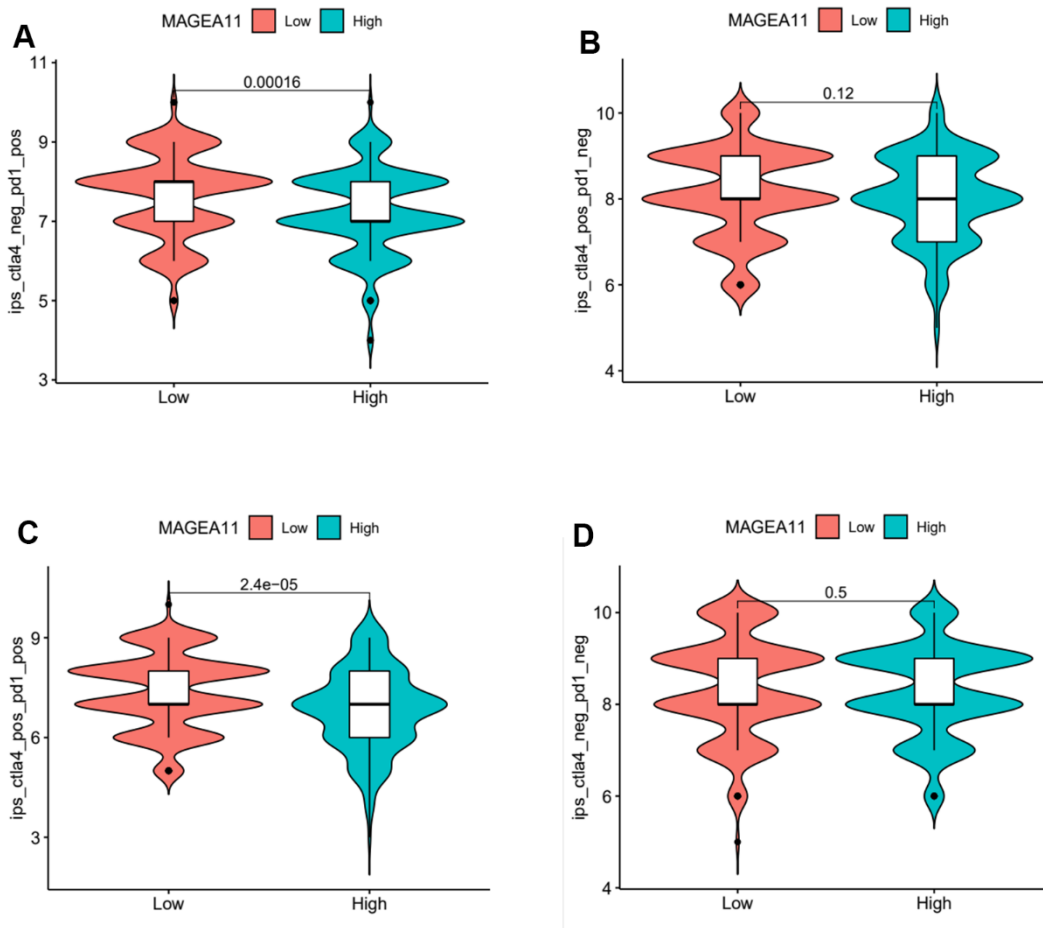 A
MAGEA11 Low High
ips_ctla4_neg_pd1_pos
11
9
7
5
3
0.00016
Low High
B
MAGEA11 Low High
ips_ctla4_pos_pd1_neg
10
8
6
4
0.12
Low High
C
MAGEA11 Low High
ips_ctla4_pos_pd1_pos
9
6
3
2.4e−05
Low High
D
MAGEA11 Low High
ips_ctla4_neg_pd1_neg
10
8
6
4
0.5
Low High